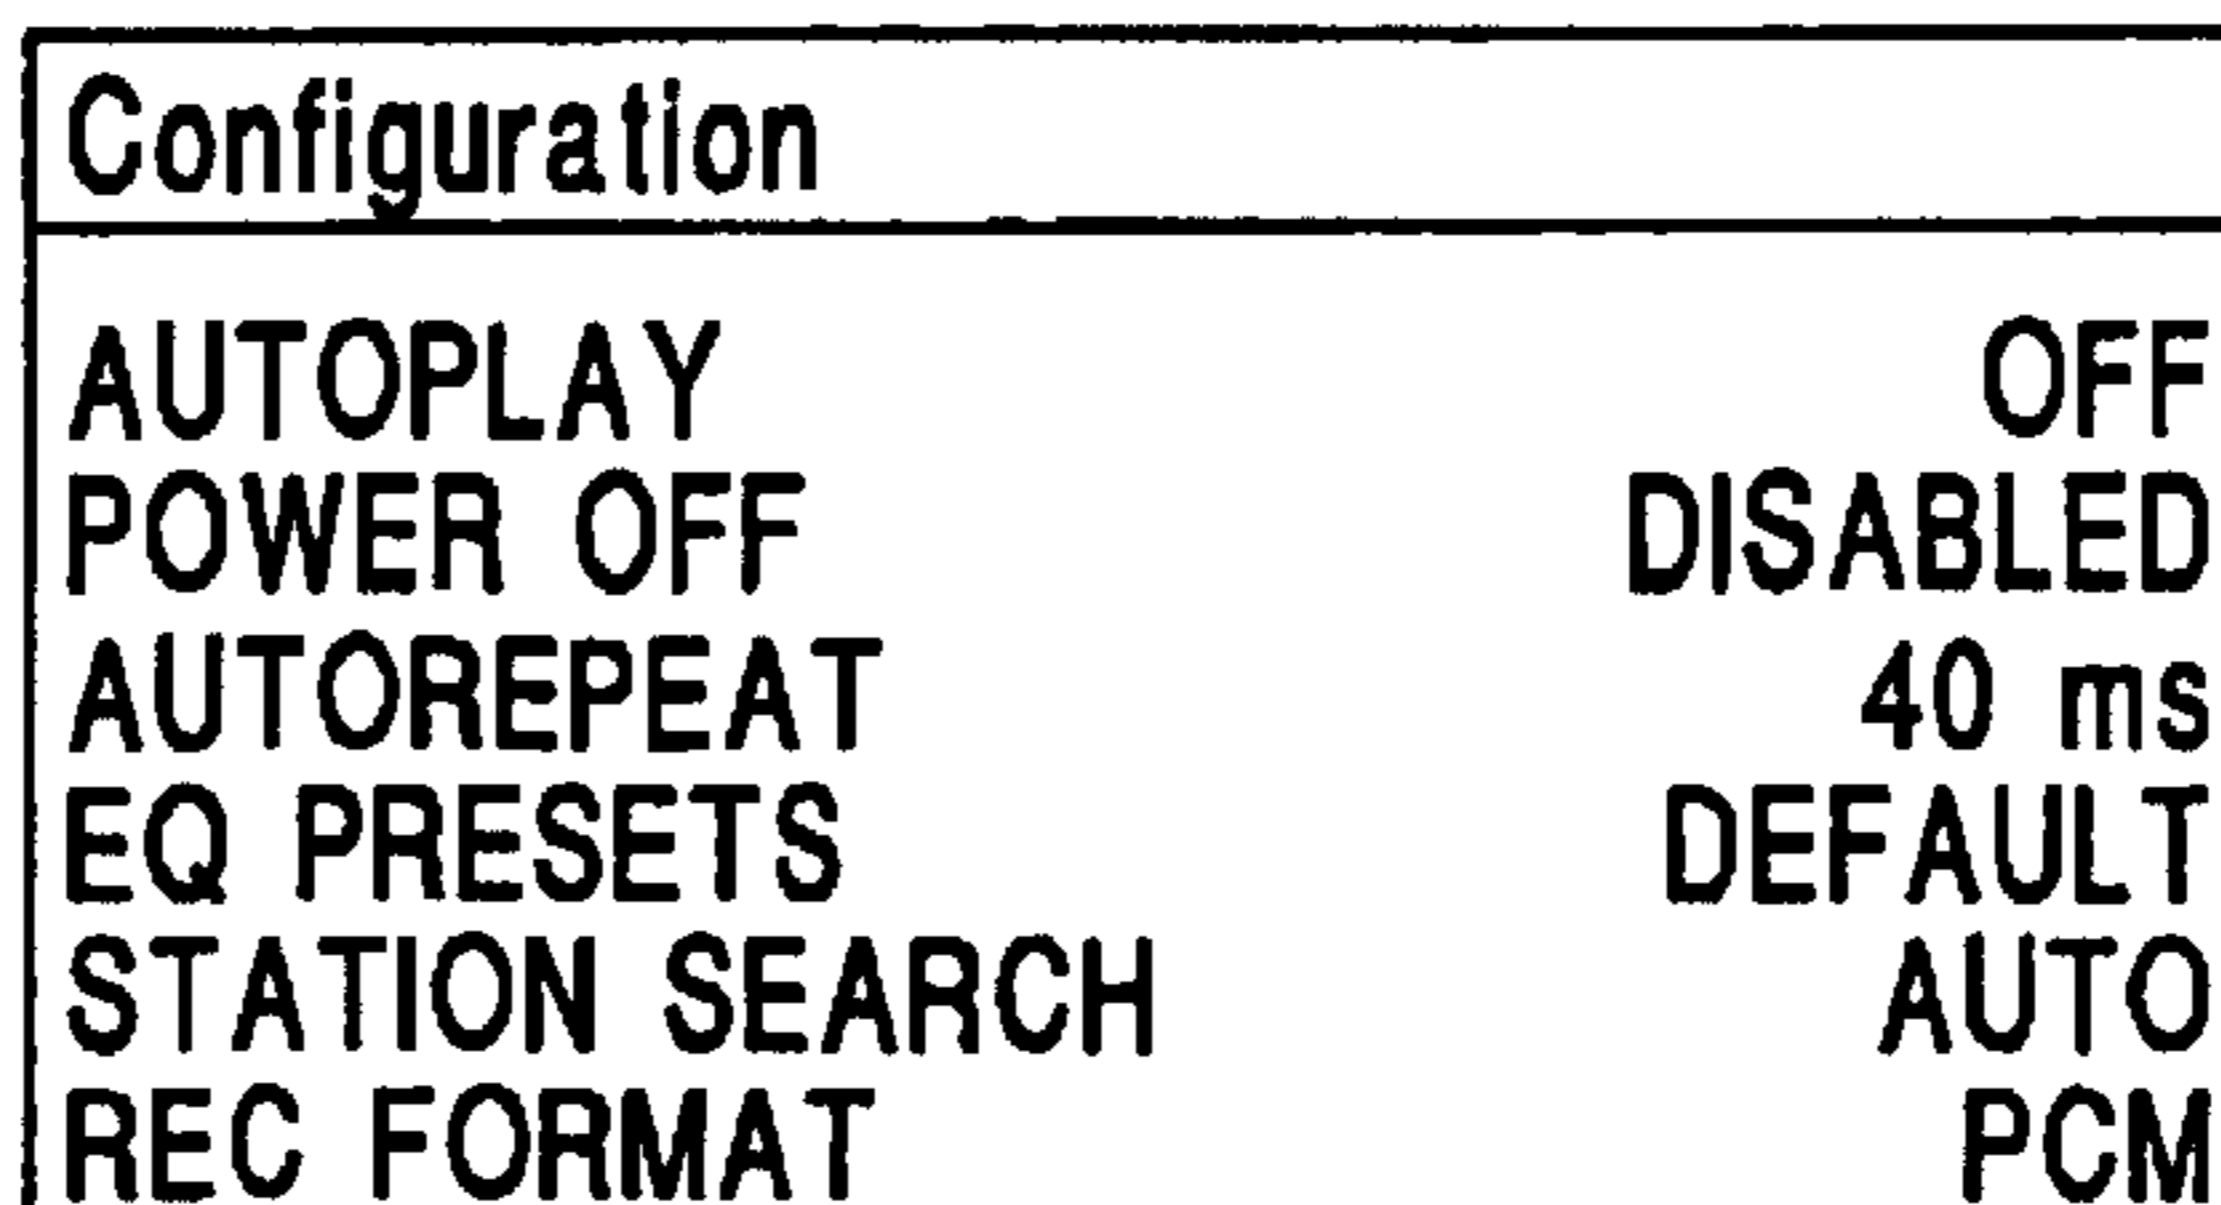 Configuration
AUTOPLAY OFF
POWER OFF DISABLED
AUTOREPEAT 40 ms
EQ PRESETS DEFAULT
STATION SEARCH AUTO
REC FORMAT PCM